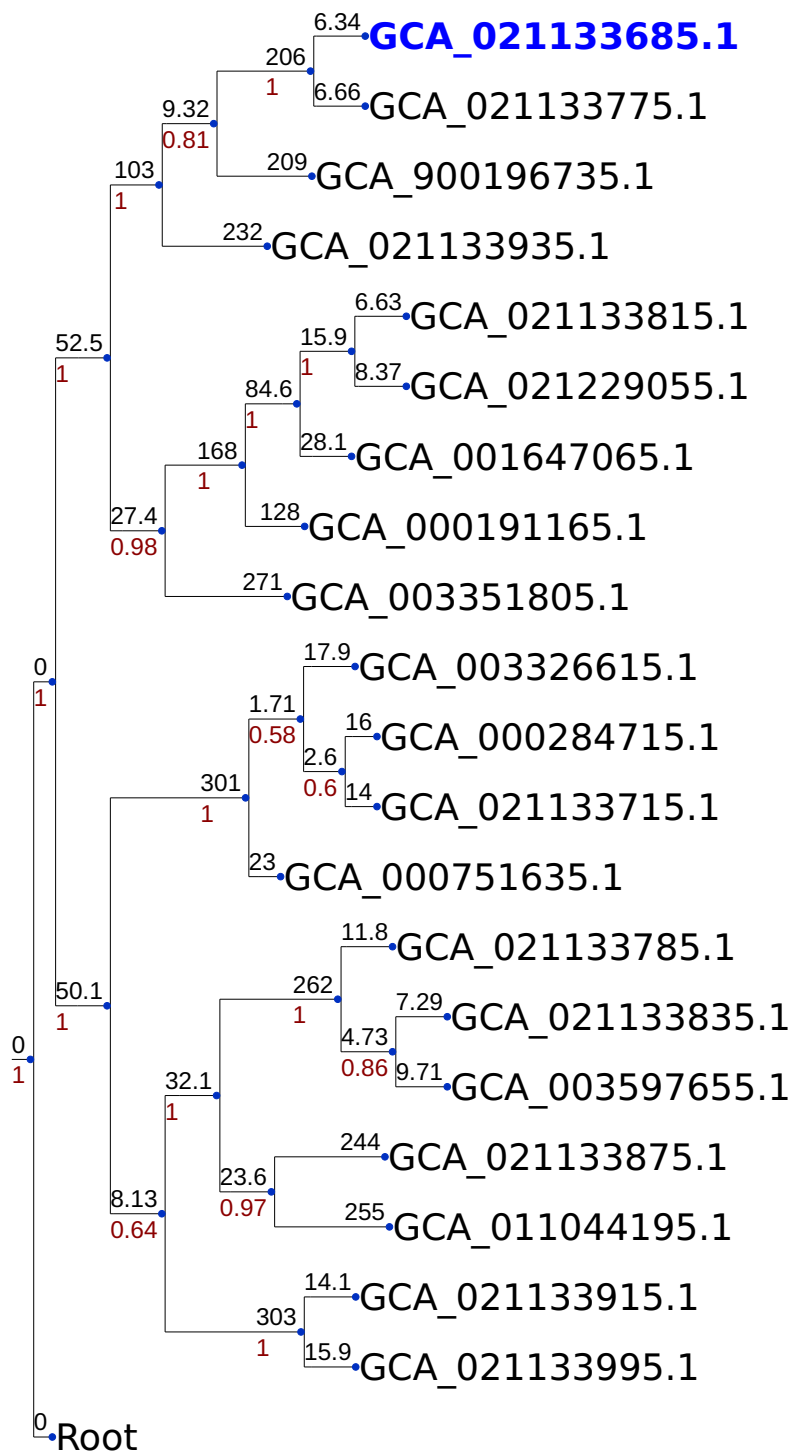 6.34
GCA_021133685.1
206
1
6.66
GCA_021133775.1
9.32
0.81
209
GCA_900196735.1
103
1
232
GCA_021133935.1
6.63
GCA_021133815.1
15.9
1
52.5
1
8.37
GCA_021229055.1
84.6
1
28.1
GCA_001647065.1
168
1
128
GCA_000191165.1
27.4
0.98
271
GCA_003351805.1
17.9
GCA_003326615.1
0
1
1.71
0.58
16
GCA_000284715.1
2.6
0.6
301
1
14
GCA_021133715.1
23
GCA_000751635.1
11.8
GCA_021133785.1
262
1
50.1
1
7.29
GCA_021133835.1
4.73
0.86
0
1
9.71
GCA_003597655.1
32.1
1
244
GCA_021133875.1
23.6
0.97
8.13
0.64
255
GCA_011044195.1
14.1
GCA_021133915.1
303
1
15.9
GCA_021133995.1
0
Root